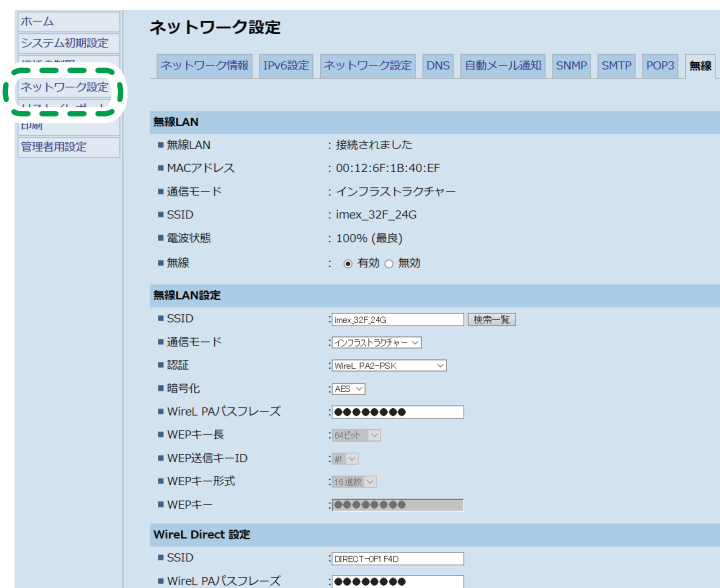 ホーム
システム初期設定
ネットワーク設定
印刷
管理者用設定
ネットワーク設定
ネットワーク情報 IPv6設定 ネットワーク設定 DNS 自動メール通知 SNMP SMTP POP3 無線
無線LAN
無線LAN : 接続されました
MACアドレス : 00:12:6F:1B:40:EF
通信モード : インフラストラクチャー
SSID : imex_32F_24G
電波状態 : 100% (最良)
無線 : 有効 無効
無線LAN設定
SSID : imex_32F_24G 検索一覧
通信モード : インフラストラクチャー
認証 : WireL PA2-PSK
暗号化 : AES
WireL PAパスフレーズ : ●●●●●●●●
WEPキー長 : 64ビット
WEP送信キーID : #1
WEPキー形式 : 16進数
WEPキー : ●●●●●●●●
WireL Direct 設定
SSID : DIRECT-0P1F4D
WireL PAパスフレーズ : ●●●●●●●●